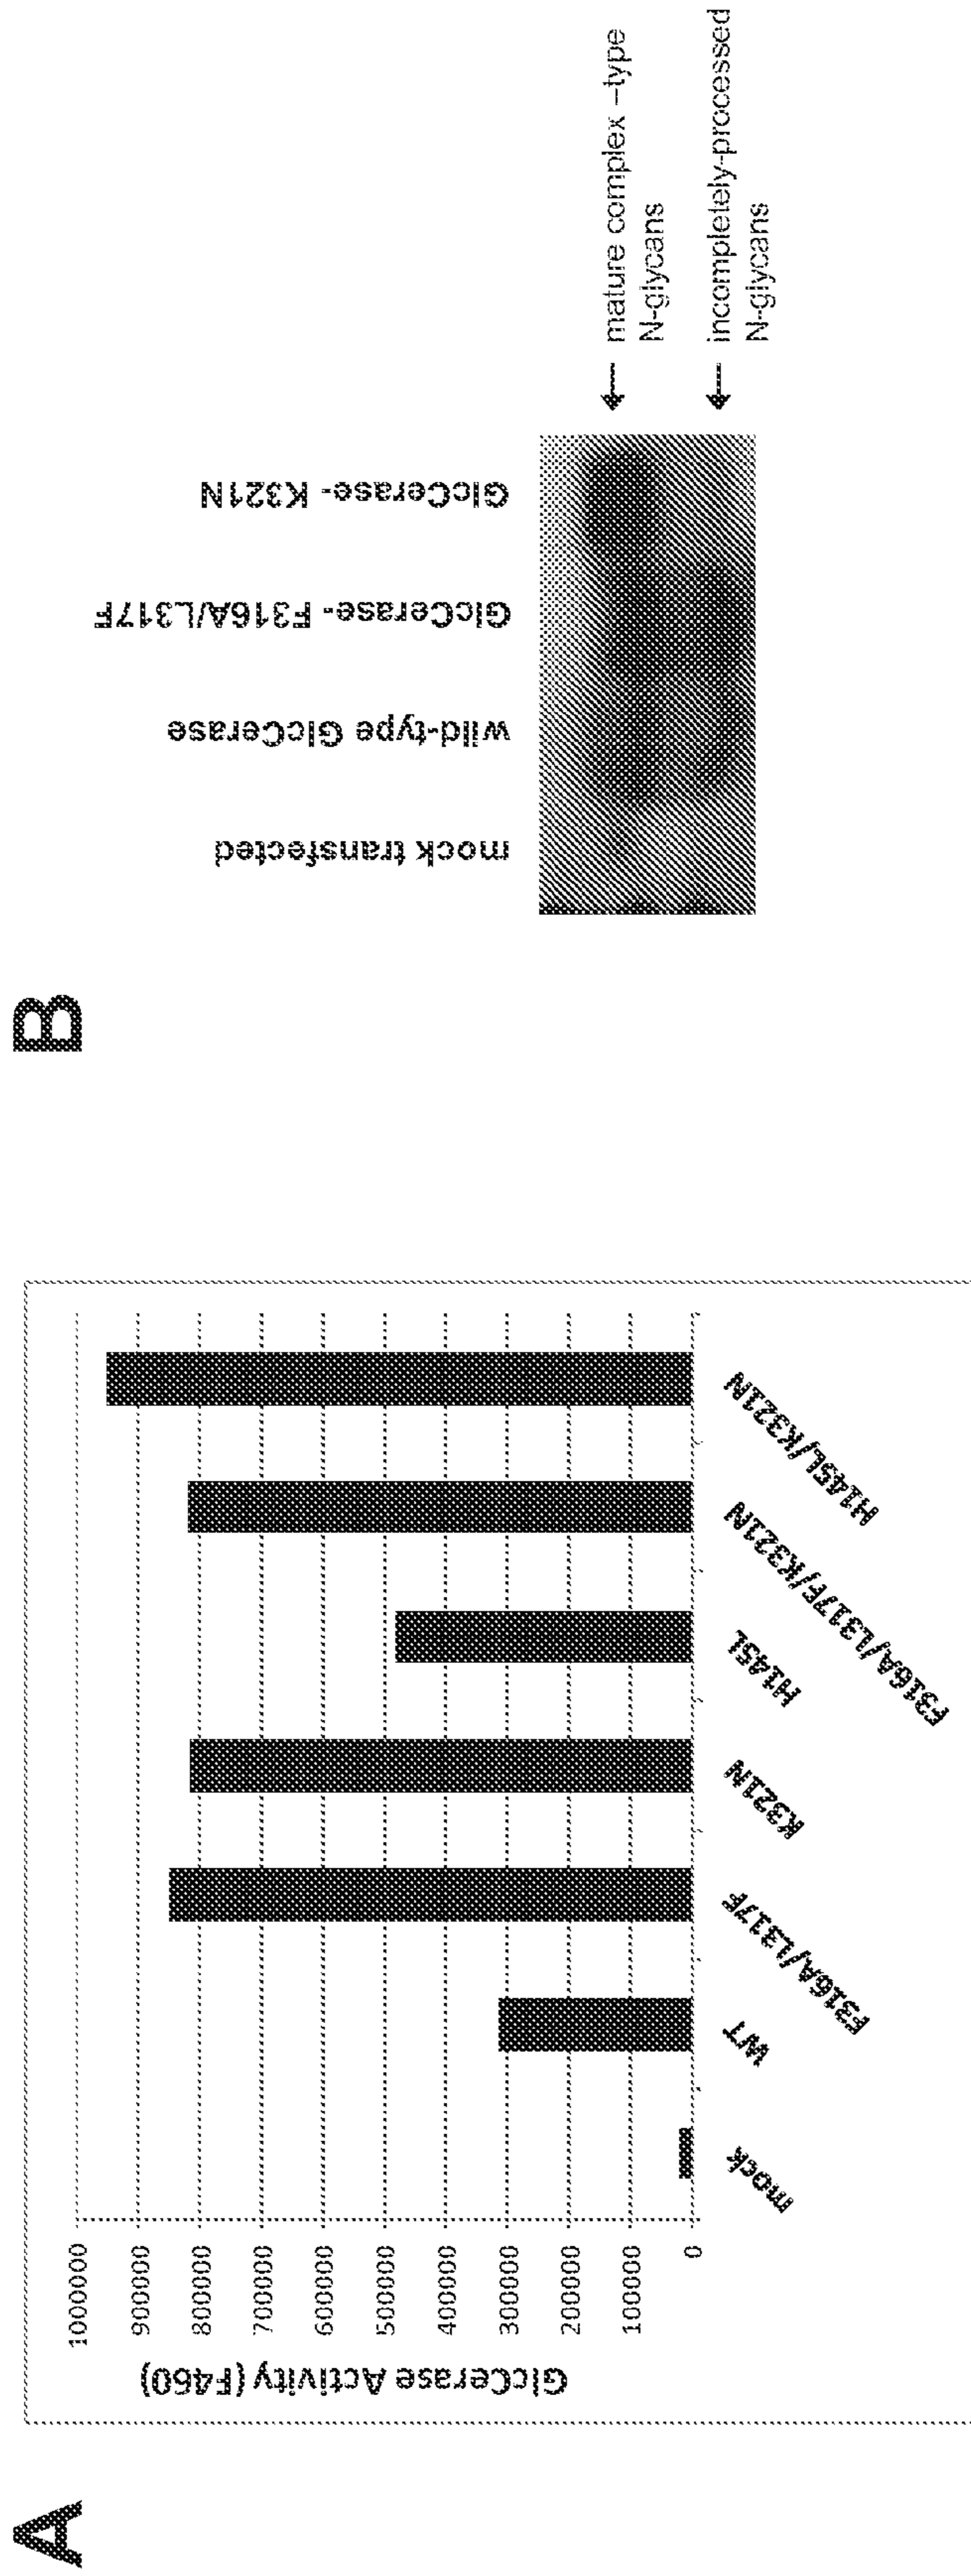 A
GlcCerase Activity (F460)
1000000
900000
800000
700000
600000
500000
400000
300000
200000
100000
0
mock
WT
F316A/L317F
K321N
H145L
F316A/L317F/K321N
H145L/K321N
B
mock transfected
wild-type GlcCerase
GlcCerase- F316A/L317F
GlcCerase- K321N
mature complex –type
N-glycans
incompletely-processed
N-glycans